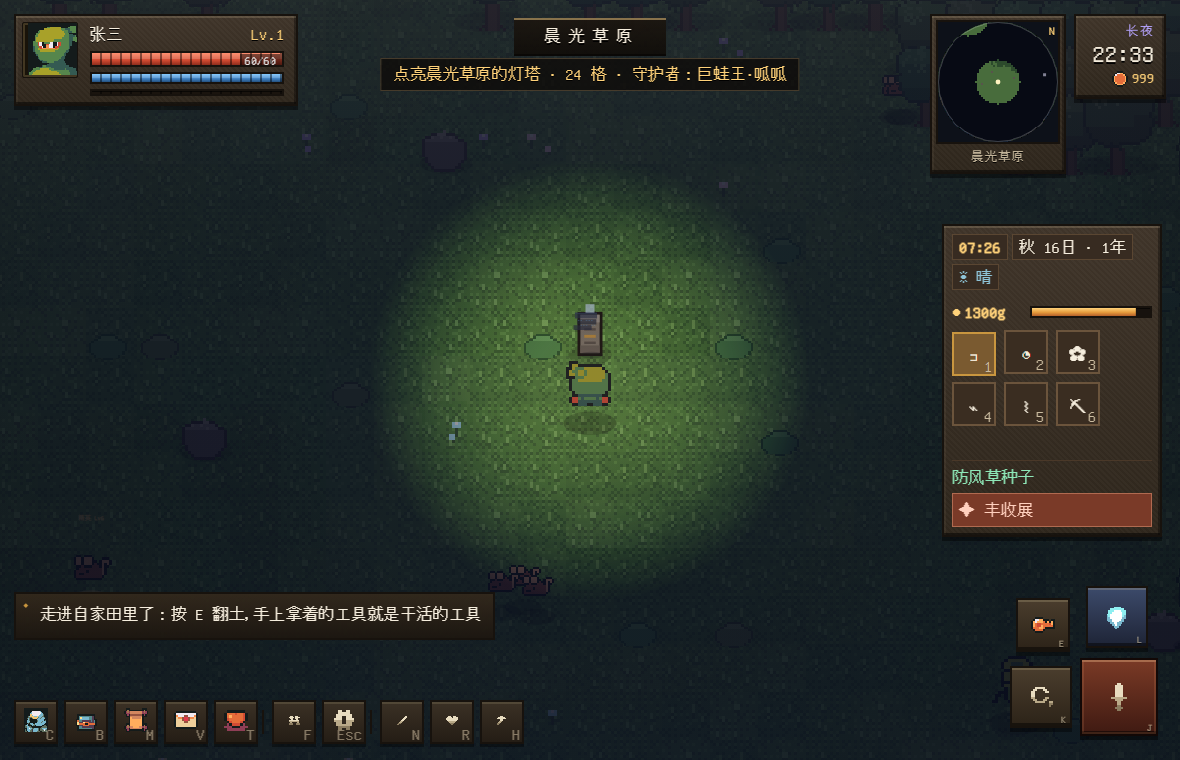 张三 Lv.1
60/60
晨光草原
点亮晨光草原的灯塔 · 24 格 · 守护者：巨蛙王·呱呱
N
晨光草原
长夜
22:33
999
07:26 秋 16日 · 1年
晴
1300g
1 2 3
4 5 6
防风草种子
丰收展
走进自家田里了：按 E 翻土,手上拿着的工具就是干活的工具
E L
K J
C B M V T F Esc N R H